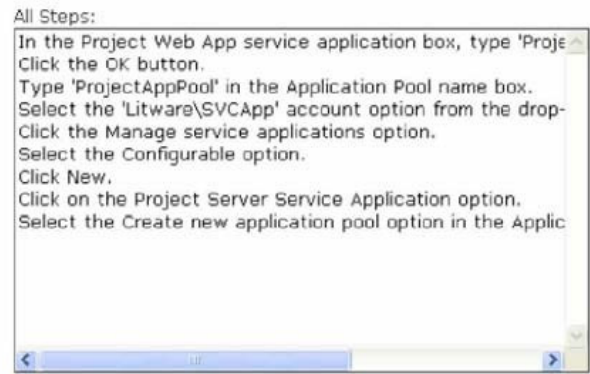 All Steps:
In the Project Web App service application box, type 'Proje
Click the OK button.
Type 'ProjectAppPool' in the Application Pool name box.
Select the 'Litware\SVCApp' account option from the drop-
Click the Manage service applications option.
Select the Configurable option.
Click New.
Click on the Project Server Service Application option.
Select the Create new application pool option in the Applic